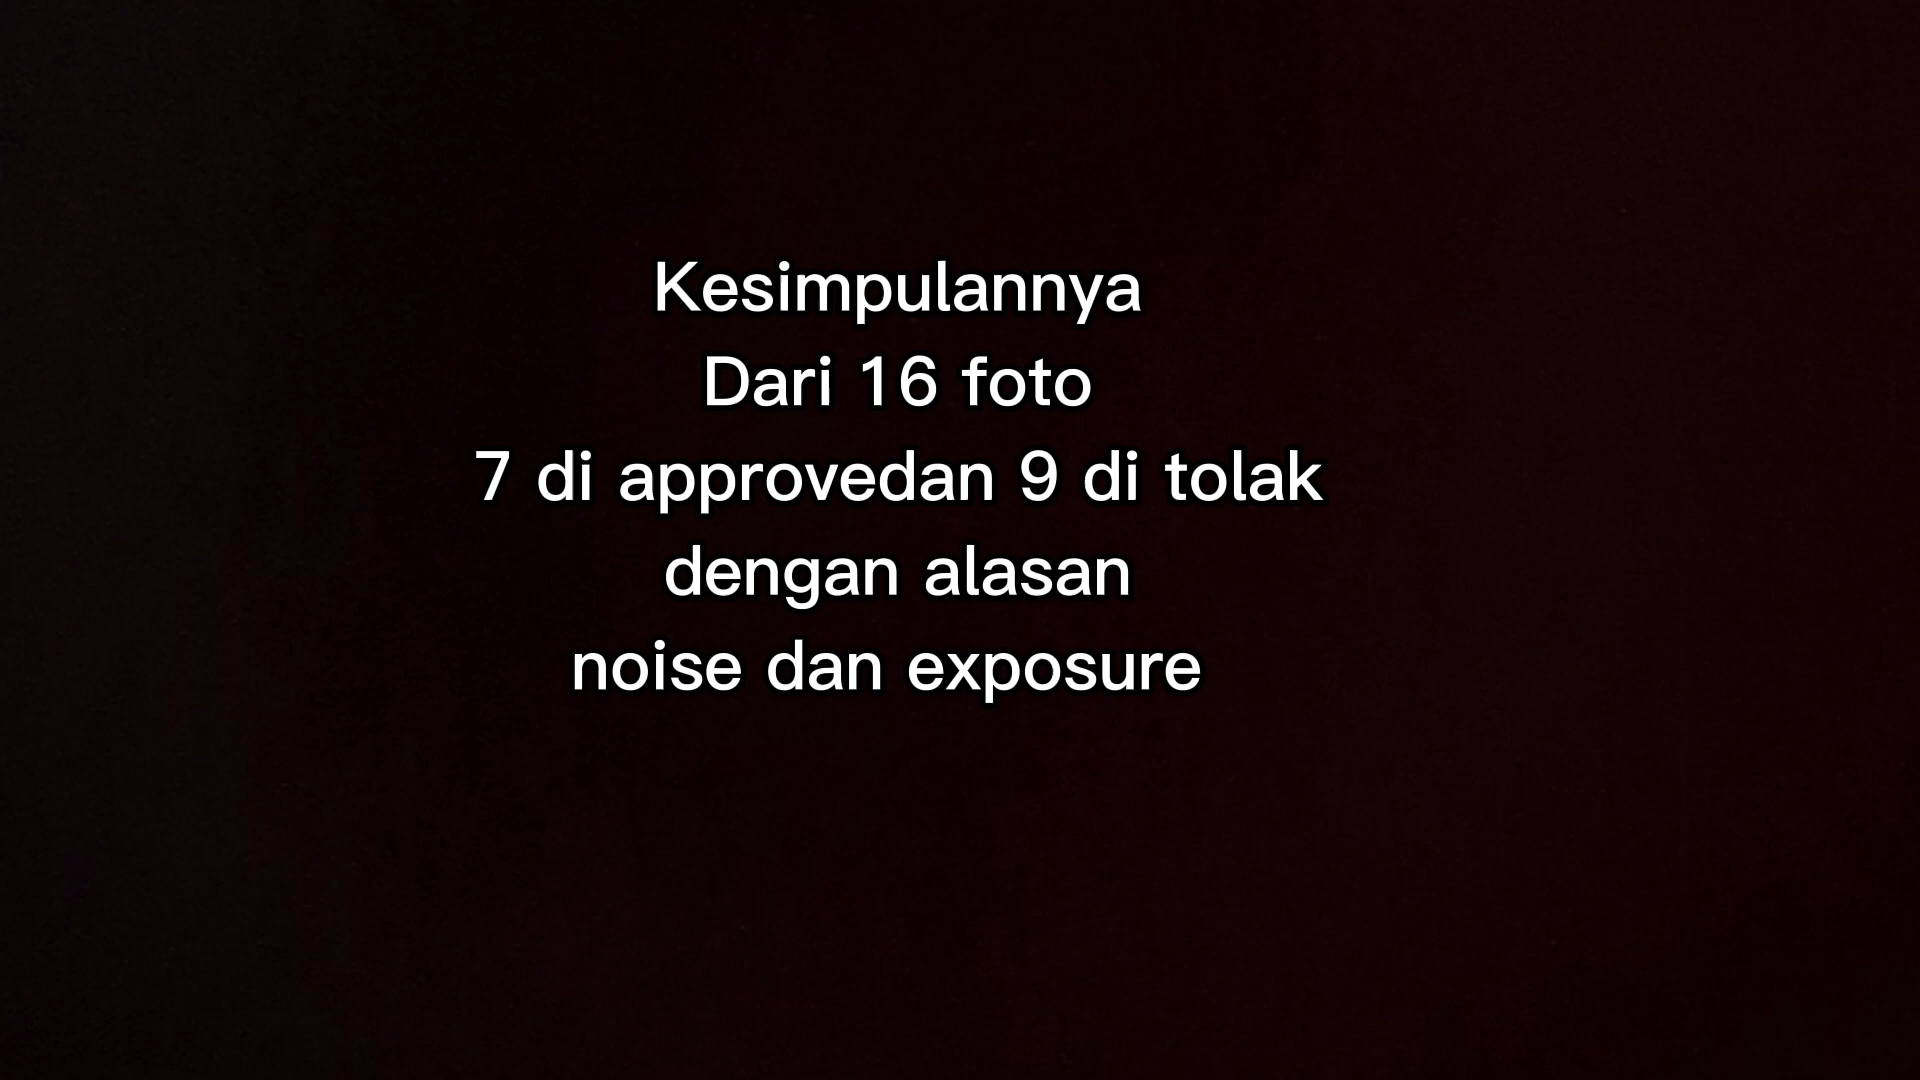 Kesimpulannya
Dari 16 foto
7 di approvedan 9 di tolak
dengan alasan
noise dan exposure